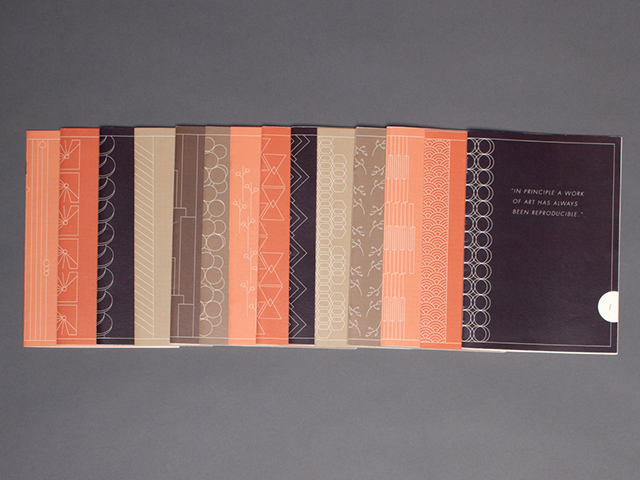 "IN PRINCIPLE A WORK
OF ART HAS ALWAYS
BEEN REPRODUCIBLE."